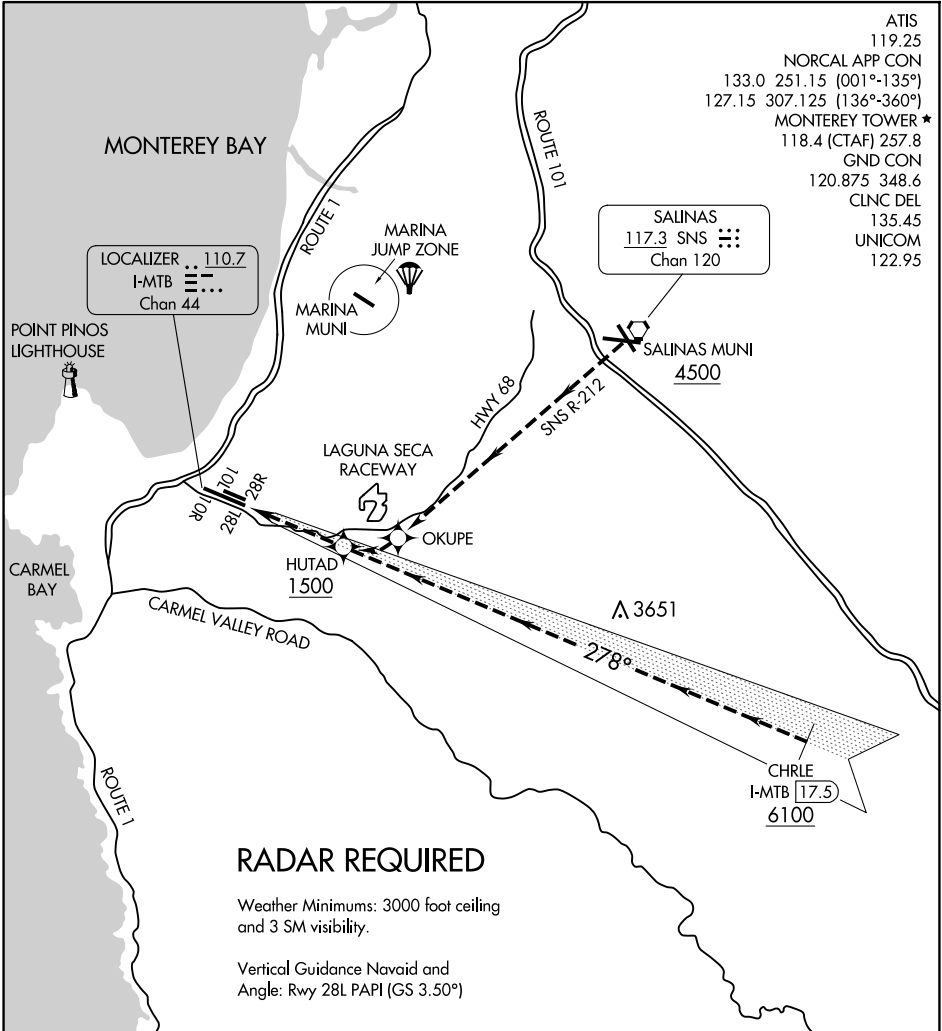 ATIS
119.25
NORCAL APP CON
133.0 251.15 (001°-135°)
127.15 307.125 (136°-360°)
MONTEREY TOWER ★
118.4 (CTAF) 257.8
GND CON
120.875 348.6
CLNC DEL
135.45
UNICOM
122.95
MONTEREY BAY
ROUTE 1
ROUTE 101
MARINA
JUMP ZONE
MARINA
MUNI
SALINAS
117.3 SNS
Chan 120
LOCALIZER 110.7
I-MTB
Chan 44
POINT PINOS
LIGHTHOUSE
SALINAS MUNI
4500
SNS R-212
HWY 68
LAGUNA SECA
RACEWAY
10L
28R
10R
28L
OKUPE
HUTAD
1500
CARMEL
BAY
CARMEL VALLEY ROAD
3651
278°
CHRLE
I-MTB 17.5
6100
ROUTE 1
RADAR REQUIRED
Weather Minimums: 3000 foot ceiling
and 3 SM visibility.
Vertical Guidance Navaid and
Angle: Rwy 28L PAPI (GS 3.50°)